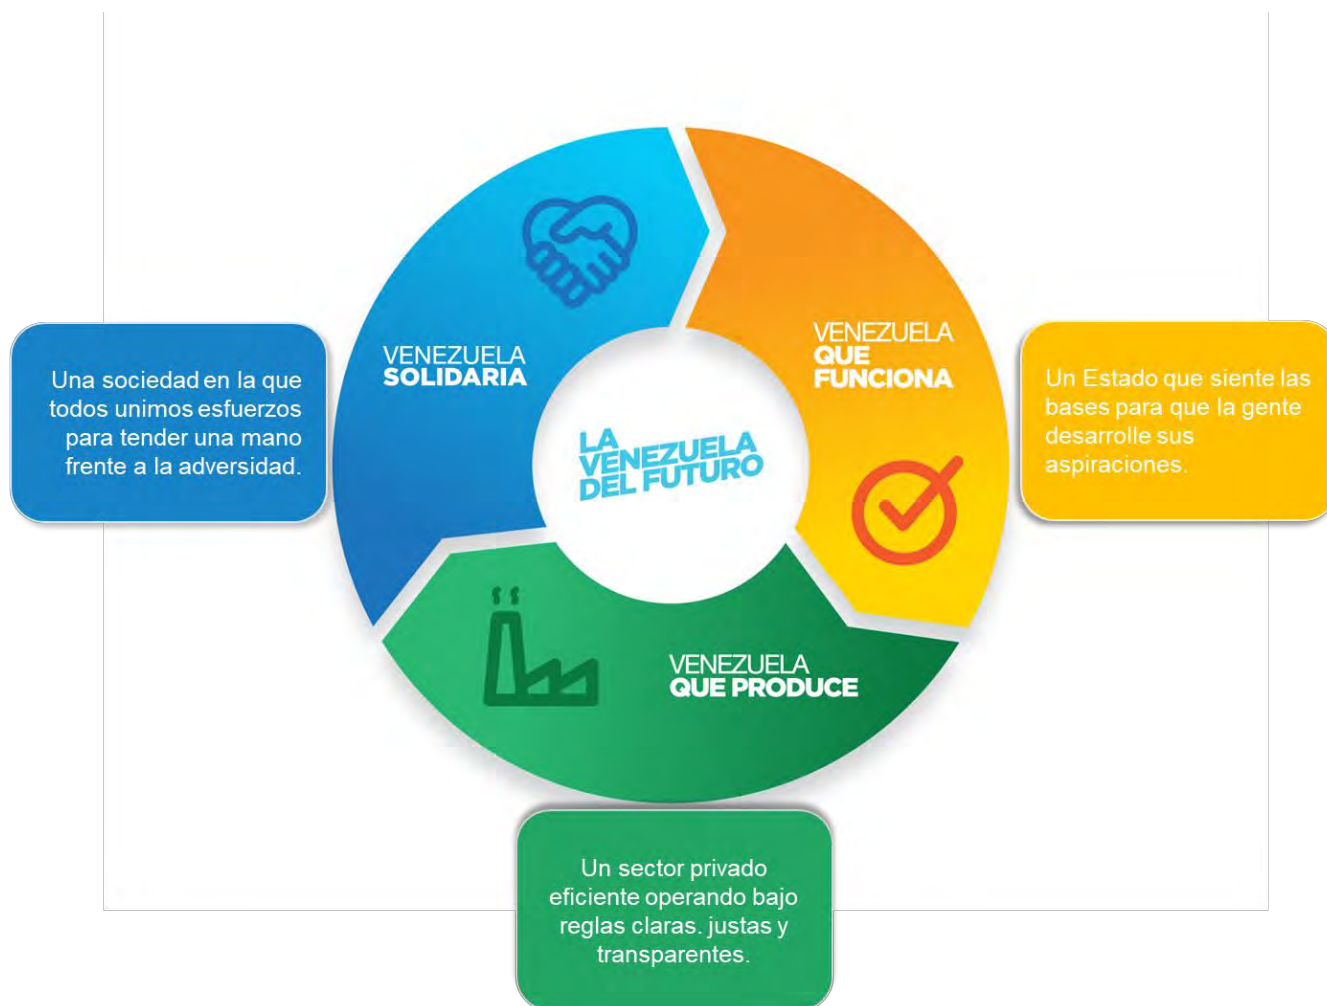 VENEZUELA
SOLIDARIA
VENEZUELA
QUE
FUNCIONA
Una sociedad en la que
todos unimos esfuerzos
para tender una mano
frente a la adversidad.
LA
VENEZUELA
DEL FUTURO
Un Estado que siente las
bases para que la gente
desarrolle sus
aspiraciones.
VENEZUELA
QUE PRODUCE
Un sector privado
eficiente operando bajo
reglas claras. justas y
transparentes.